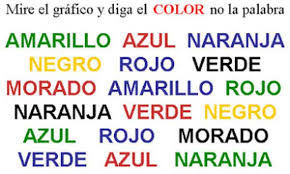 Mire el gráfico y diga el COLOR no la palabra
AMARILLO AZUL NARANJA
NEGRO ROJO VERDE
MORADO AMARILLO ROJO
NARANJA VERDE NEGRO
AZUL ROJO MORADO
VERDE AZUL NARANJA